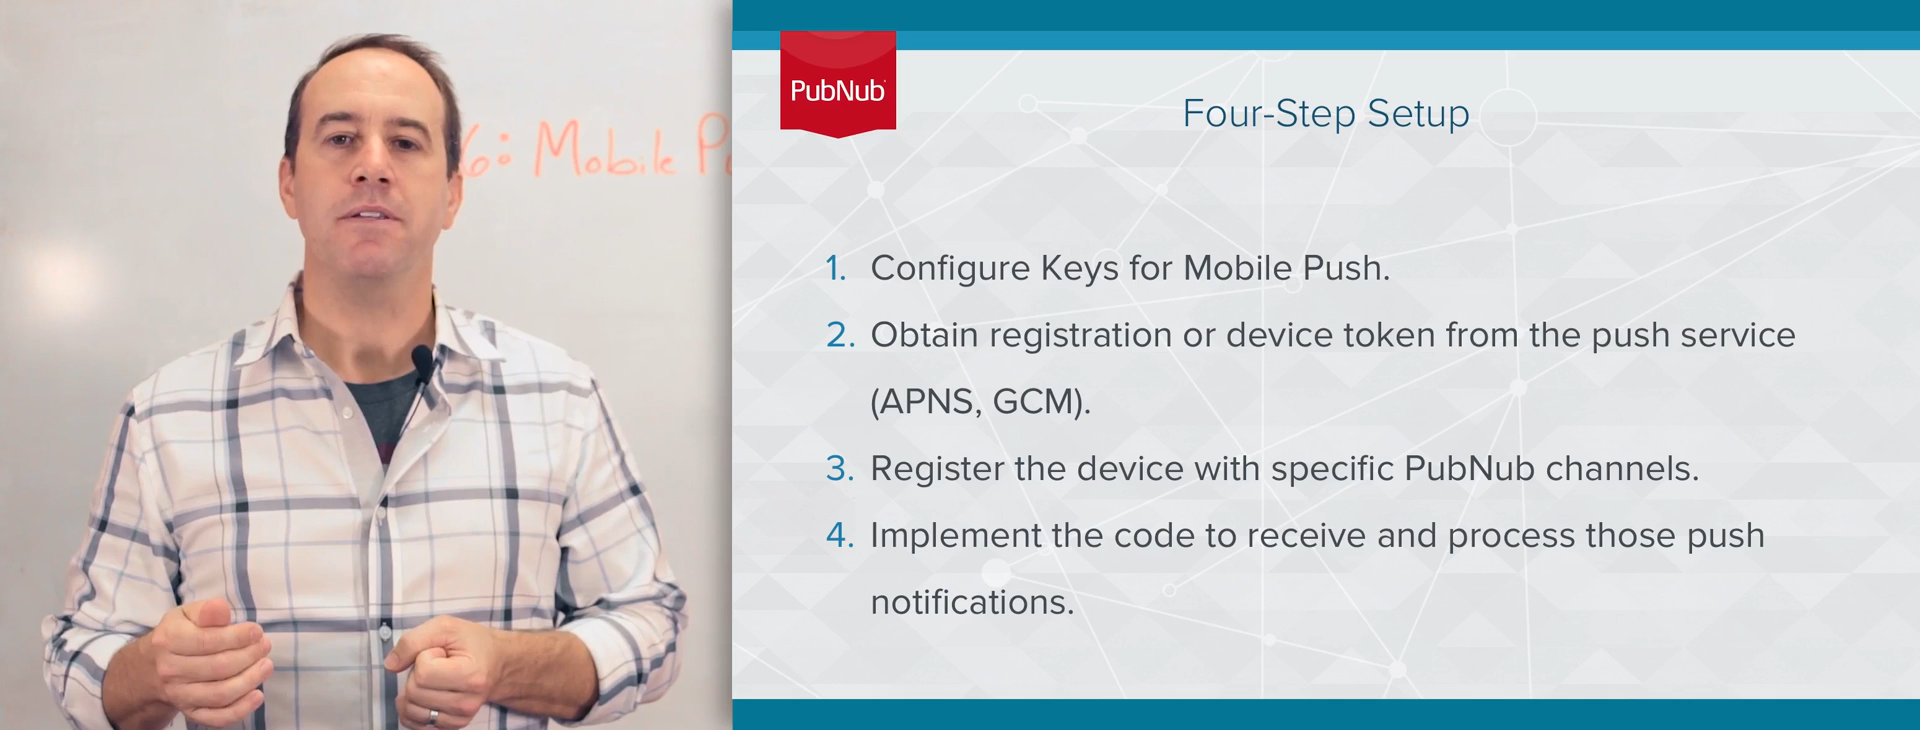 6: Mobile
PubNub
Four-Step Setup
1. Configure Keys for Mobile Push.
2. Obtain registration or device token from the push service
(APNS, GCM).
3. Register the device with specific PubNub channels.
4. Implement the code to receive and process those push
notifications.